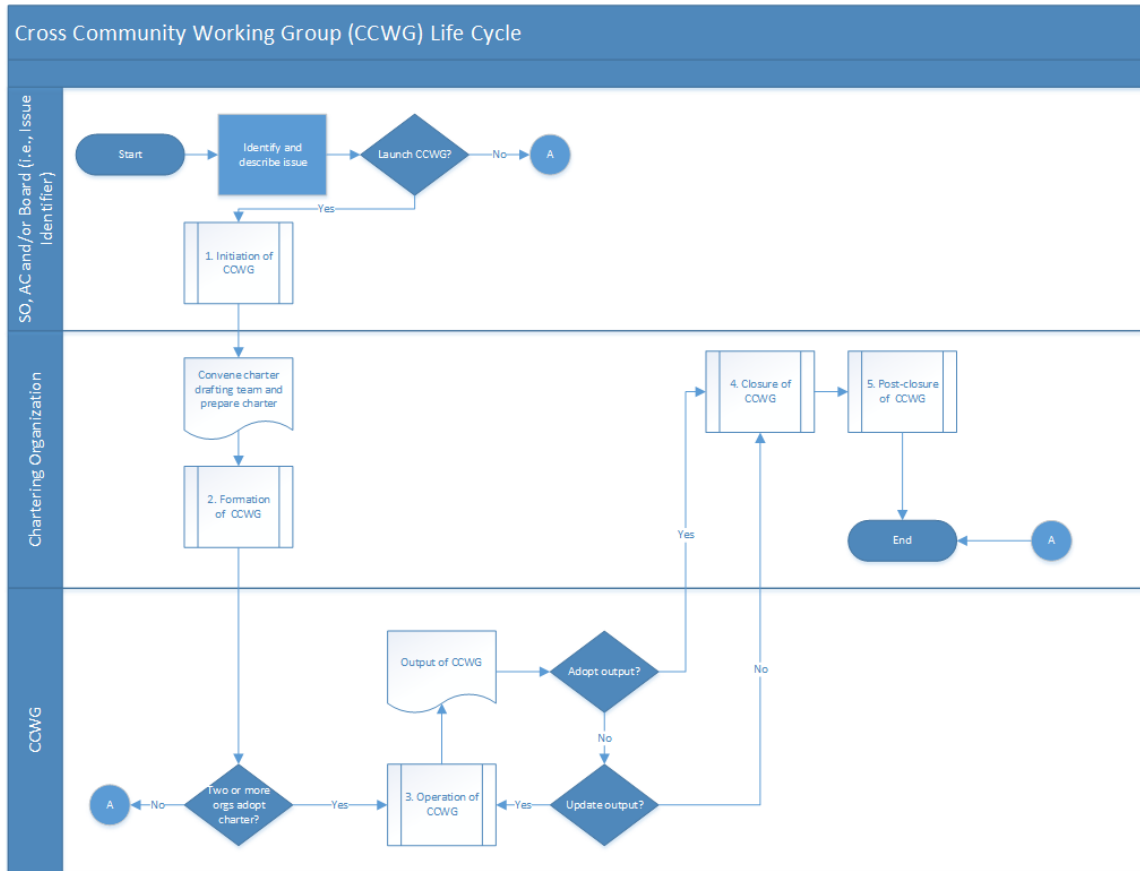 Cross Community Working Group (CCWG) Life Cycle
SO, AC and/or Board (i.e., Issue
Identifier)
Start
Identify and
describe issue
Launch CCWG?
No
A
Yes
1. Initiation of
CCWG
Chartering Organization
Convene charter
drafting team and
prepare charter
2. Formation
of CCWG
4. Closure of
CCWG
5. Post-closure
of CCWG
Yes
End
A
CCWG
Output of CCWG
Adopt output?
No
No
A
No
Two or more
orgs adopt
charter?
Yes
3. Operation of
CCWG
Yes
Update output?